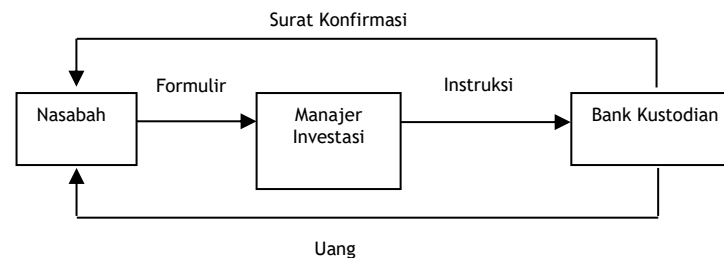 Surat Konfirmasi
Formulir
Instruksi
Nasabah
Manajer
Investasi
Bank Kustodian
Uang